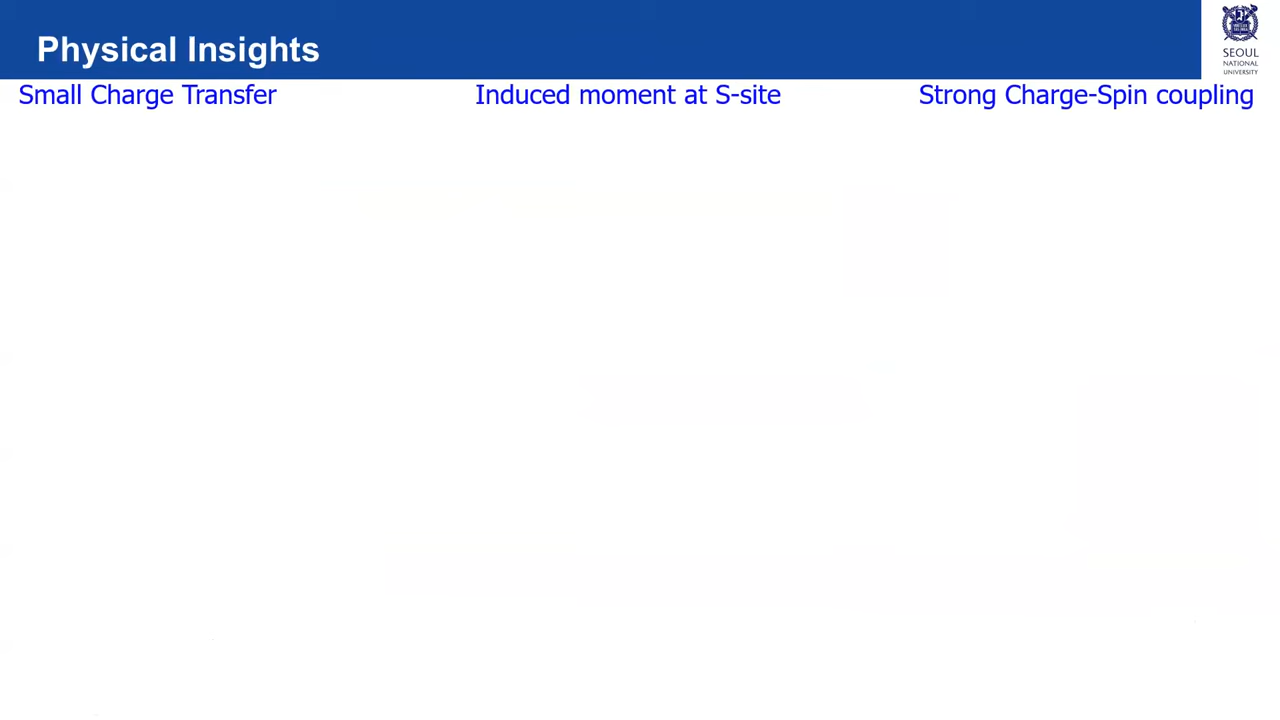 Physical Insights
SEOUL
NATIONAL
UNIVERSITY
Small Charge Transfer
Induced moment at S-site
Strong Charge-Spin coupling